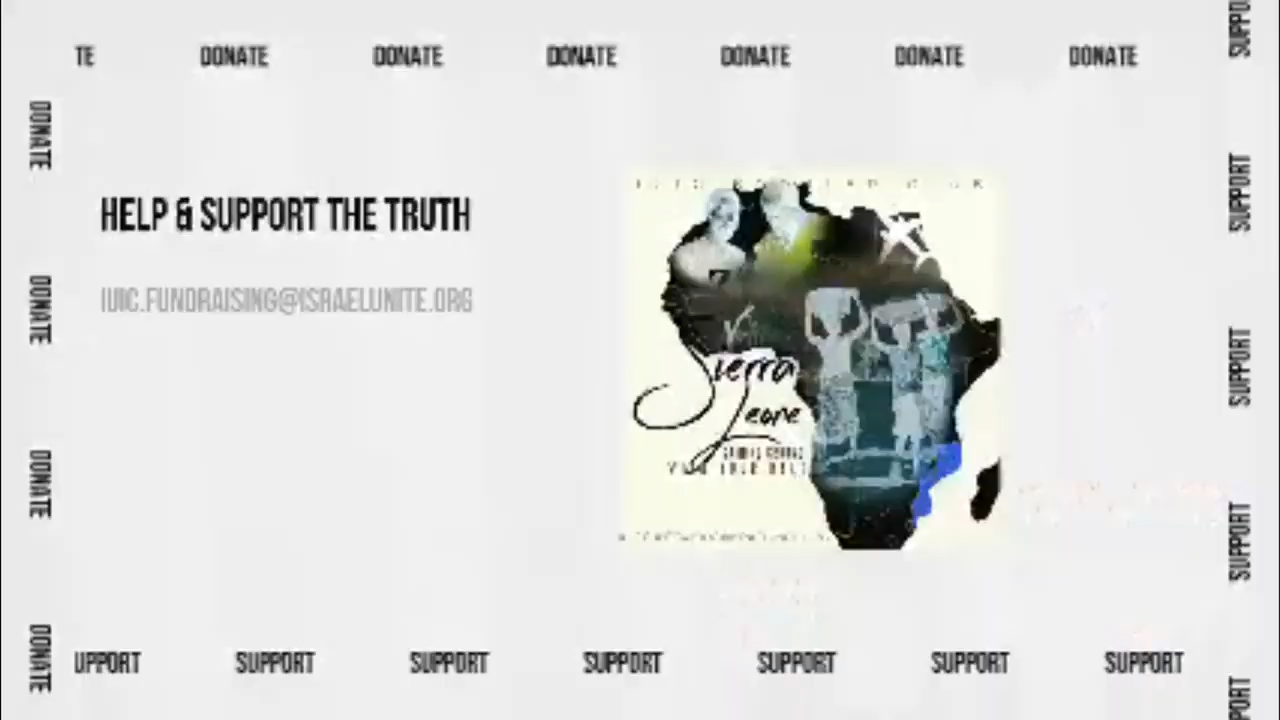 TE DONATE DONATE DONATE DONATE DONATE DONATE
DONATE
DONATE
DONATE
DONATE
HELP & SUPPORT THE TRUTH
IUIC.FUNDRAISING@ISRAELUNITE.ORG
Sierra
Leone
UPPORT SUPPORT SUPPORT SUPPORT SUPPORT SUPPORT SUPPORT
SUPPO
SUPPORT
SUPPORT
SUPPORT
PORT